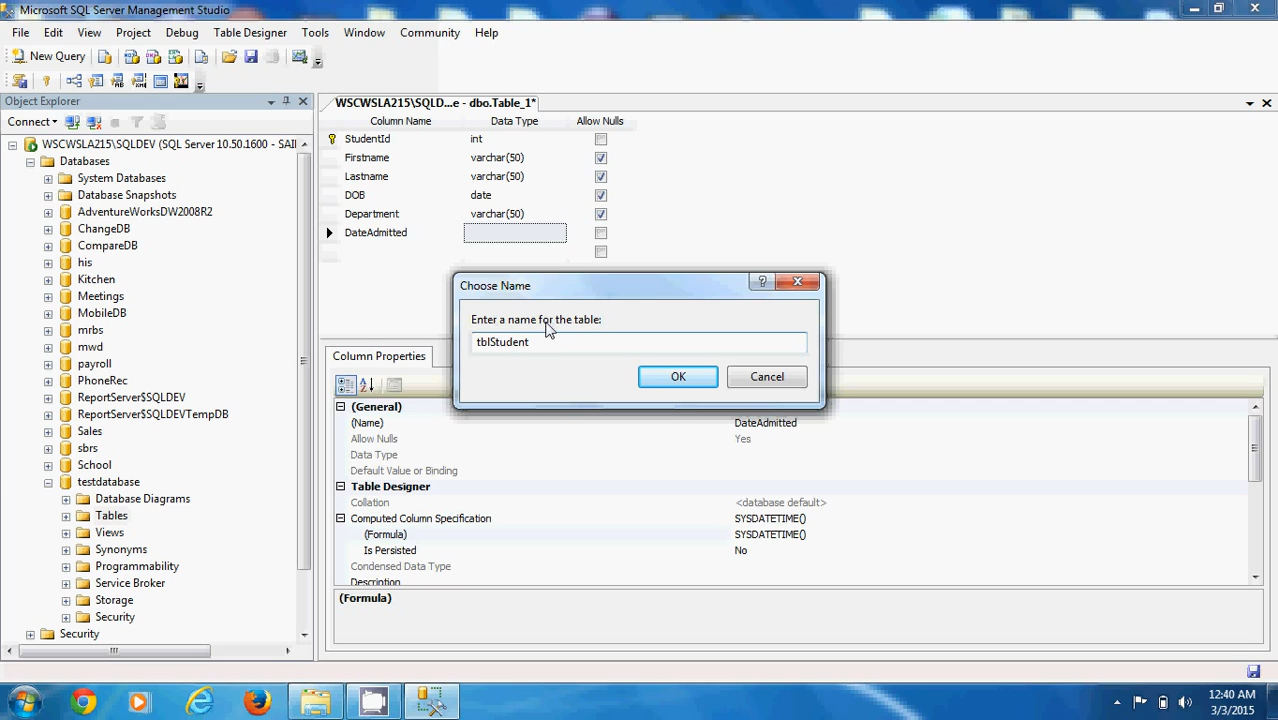 Microsoft SQL Server Management Studio
File Edit View Project Debug Table Designer Tools Window Community Help
New Query
Object Explorer
Connect
WSCWSLA215\SQLDEV (SQL Server 10.50.1600 - SAI
Databases
System Databases
Database Snapshots
AdventureWorksDW2008R2
ChangeDB
CompareDB
his
Kitchen
Meetings
MobileDB
mrbs
mwd
payroll
PhoneRec
ReportServer$SQLDEV
ReportServer$SQLDEVTempDB
Sales
sbrs
School
testdatabase
Database Diagrams
Tables
Views
Synonyms
Programmability
Service Broker
Storage
Security
Security
WSCWSLA215\SQLD...e - dbo.Table_1*
Column Name Data Type Allow Nulls
StudentId int
Firstname varchar(50)
Lastname varchar(50)
DOB date
Department varchar(50)
DateAdmitted
Choose Name
Enter a name for the table:
tblStudent
OK Cancel
Column Properties
(General)
(Name) DateAdmitted
Allow Nulls Yes
Data Type
Default Value or Binding
Table Designer
Collation <database default>
Computed Column Specification SYSDATETIME()
(Formula) SYSDATETIME()
Is Persisted No
Condensed Data Type
Description
(Formula)
12:40 AM
3/3/2015